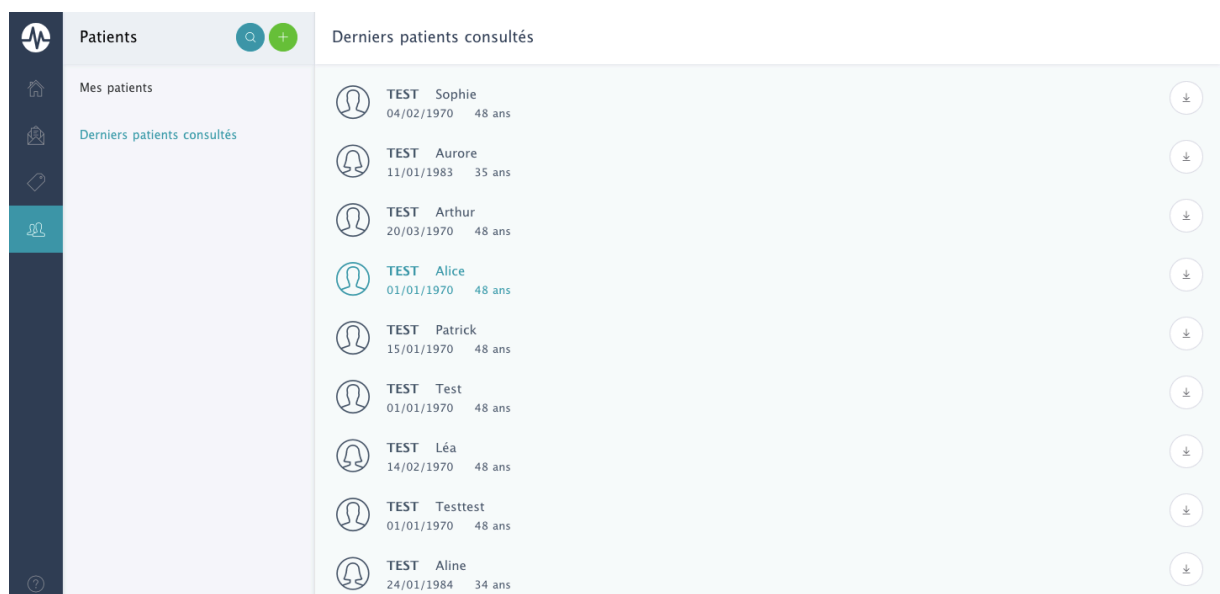 Patients
Mes patients
Derniers patients consultés
Derniers patients consultés
TEST Sophie
04/02/1970 48 ans
TEST Aurore
11/01/1983 35 ans
TEST Arthur
20/03/1970 48 ans
TEST Alice
01/01/1970 48 ans
TEST Patrick
15/01/1970 48 ans
TEST Test
01/01/1970 48 ans
TEST Léa
14/02/1970 48 ans
TEST Testtest
01/01/1970 48 ans
TEST Aline
24/01/1984 34 ans